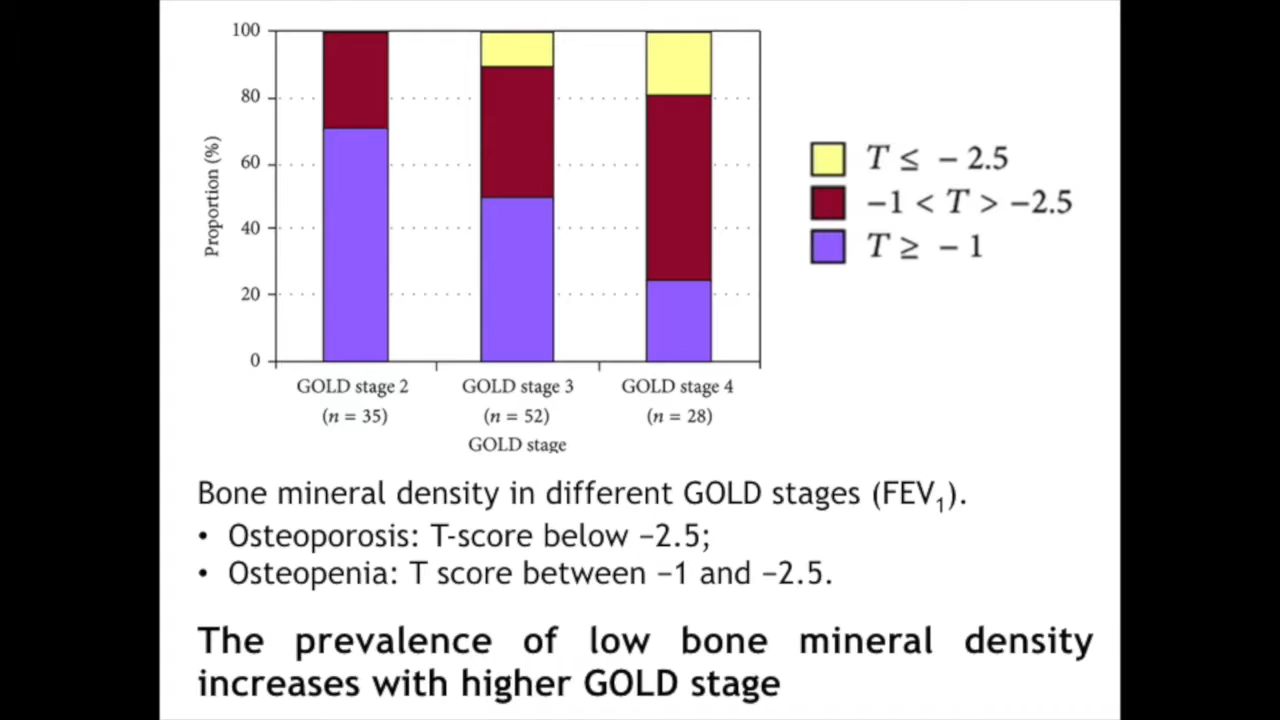 100
80
60
40
20
0
Proportion (%)
GOLD stage 2
(n = 35)
GOLD stage 3
(n = 52)
GOLD stage 4
(n = 28)
GOLD stage
T ≤ − 2.5
−1 < T > −2.5
T ≥ − 1
Bone mineral density in different GOLD stages (FEV₁).
• Osteoporosis: T-score below −2.5;
• Osteopenia: T score between −1 and −2.5.
The prevalence of low bone mineral density
increases with higher GOLD stage